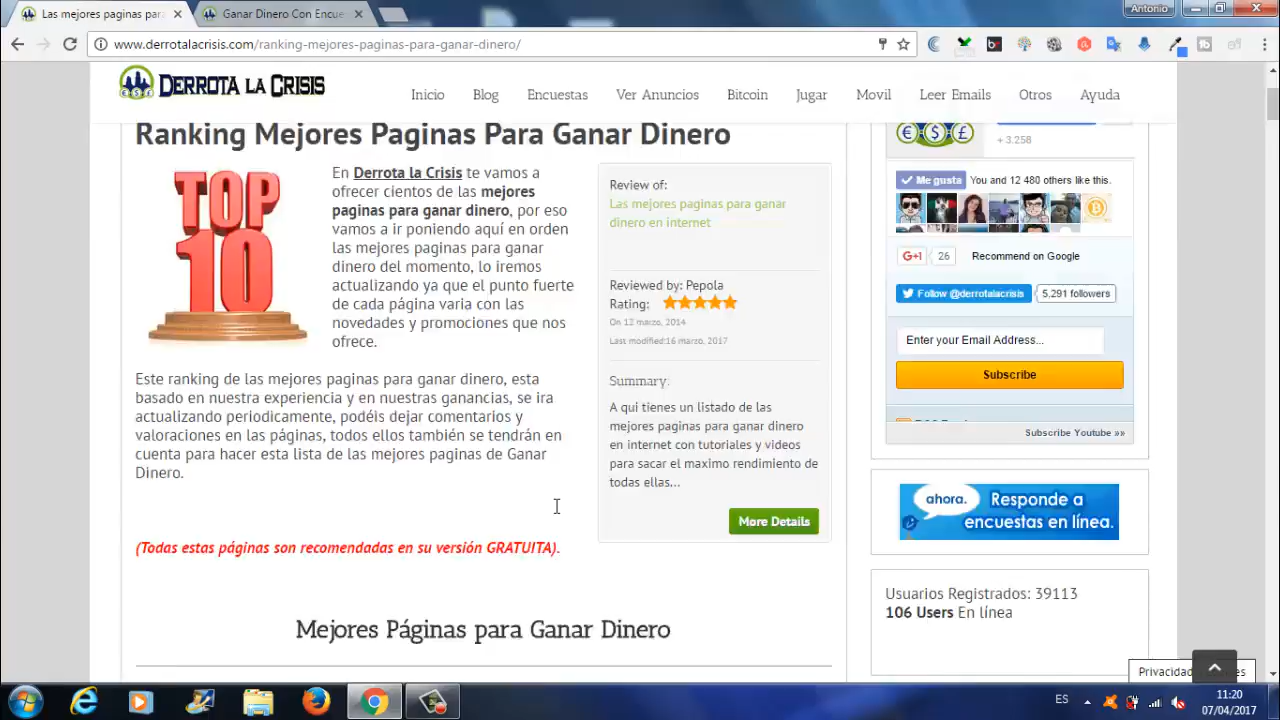 Las mejores paginas para
Ganar Dinero Con Encue
Antonio
www.derrotalacrisis.com/ranking-mejores-paginas-para-ganar-dinero/
DERROTA LA CRISIS
Inicio
Blog
Encuestas
Ver Anuncios
Bitcoin
Jugar
Movil
Leer Emails
Otros
Ayuda
Ranking Mejores Paginas Para Ganar Dinero
TOP
10
En Derrota la Crisis te vamos a
ofrecer cientos de las mejores
paginas para ganar dinero, por eso
vamos a ir poniendo aquí en orden
las mejores paginas para ganar
dinero del momento, lo iremos
actualizando ya que el punto fuerte
de cada página varia con las
novedades y promociones que nos
ofrece.
Este ranking de las mejores paginas para ganar dinero, esta
basado en nuestra experiencia y en nuestras ganancias, se ira
actualizando periodicamente, podéis dejar comentarios y
valoraciones en las páginas, todos ellos también se tendrán en
cuenta para hacer esta lista de las mejores paginas de Ganar
Dinero.
(Todas estas páginas son recomendadas en su versión GRATUITA).
Mejores Páginas para Ganar Dinero
Review of:
Las mejores paginas para ganar
dinero en internet
Reviewed by: Pepola
Rating:
On 12 marzo, 2014
Last modified:16 marzo, 2017
Summary:
A qui tienes un listado de las
mejores paginas para ganar dinero
en internet con tutoriales y videos
para sacar el maximo rendimiento de
todas ellas...
More Details
€ $ £
+ 3.258
Me gusta
You and 12 480 others like this.
G+1
26
Recommend on Google
Follow @derrotalacrisis
5,291 followers
Enter your Email Address...
Subscribe
Subscribe Youtube »»
ahora.
Responde a
encuestas en línea.
Usuarios Registrados: 39113
106 Users En línea
ES
11:20
07/04/2017